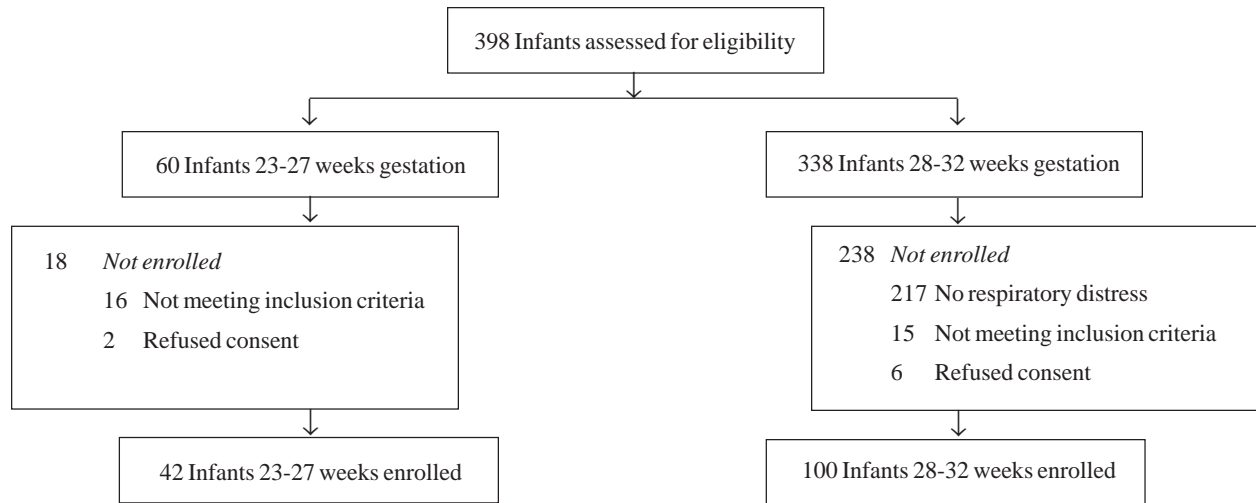 398 Infants assessed for eligibility
60 Infants 23-27 weeks gestation
338 Infants 28-32 weeks gestation
18 Not enrolled
16 Not meeting inclusion criteria
2 Refused consent
238 Not enrolled
217 No respiratory distress
15 Not meeting inclusion criteria
6 Refused consent
42 Infants 23-27 weeks enrolled
100 Infants 28-32 weeks enrolled